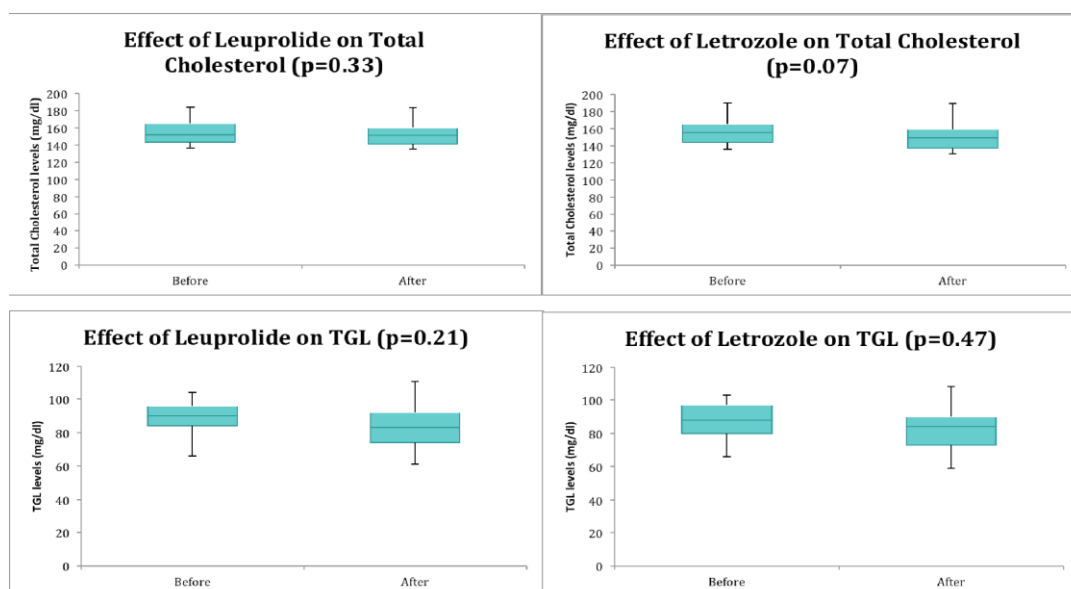 Effect of Leuprolide on Total
Cholesterol (p=0.33)
Total Cholesterol levels (mg/dl)
200
180
160
140
120
100
80
60
40
20
0
Before After
Effect of Letrozole on Total Cholesterol
(p=0.07)
Total Cholesterol levels (mg/dl)
200
180
160
140
120
100
80
60
40
20
0
Before After
Effect of Leuprolide on TGL (p=0.21)
TGL levels (mg/dl)
120
100
80
60
40
20
0
Before After
Effect of Letrozole on TGL (p=0.47)
TGL levels (mg/dl)
120
100
80
60
40
20
0
Before After